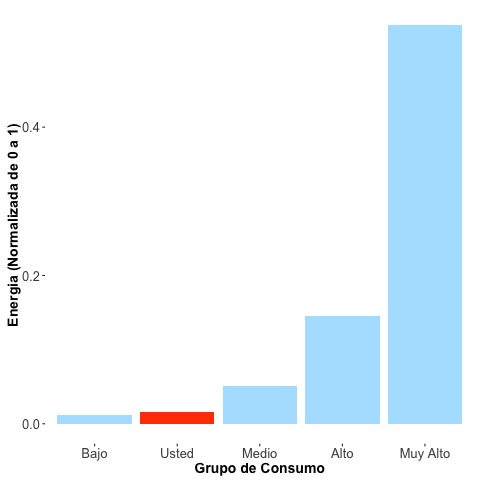 Energia (Normalizada de 0 a 1)
0.4
0.2
0.0
Bajo Usted Medio Alto Muy Alto
Grupo de Consumo